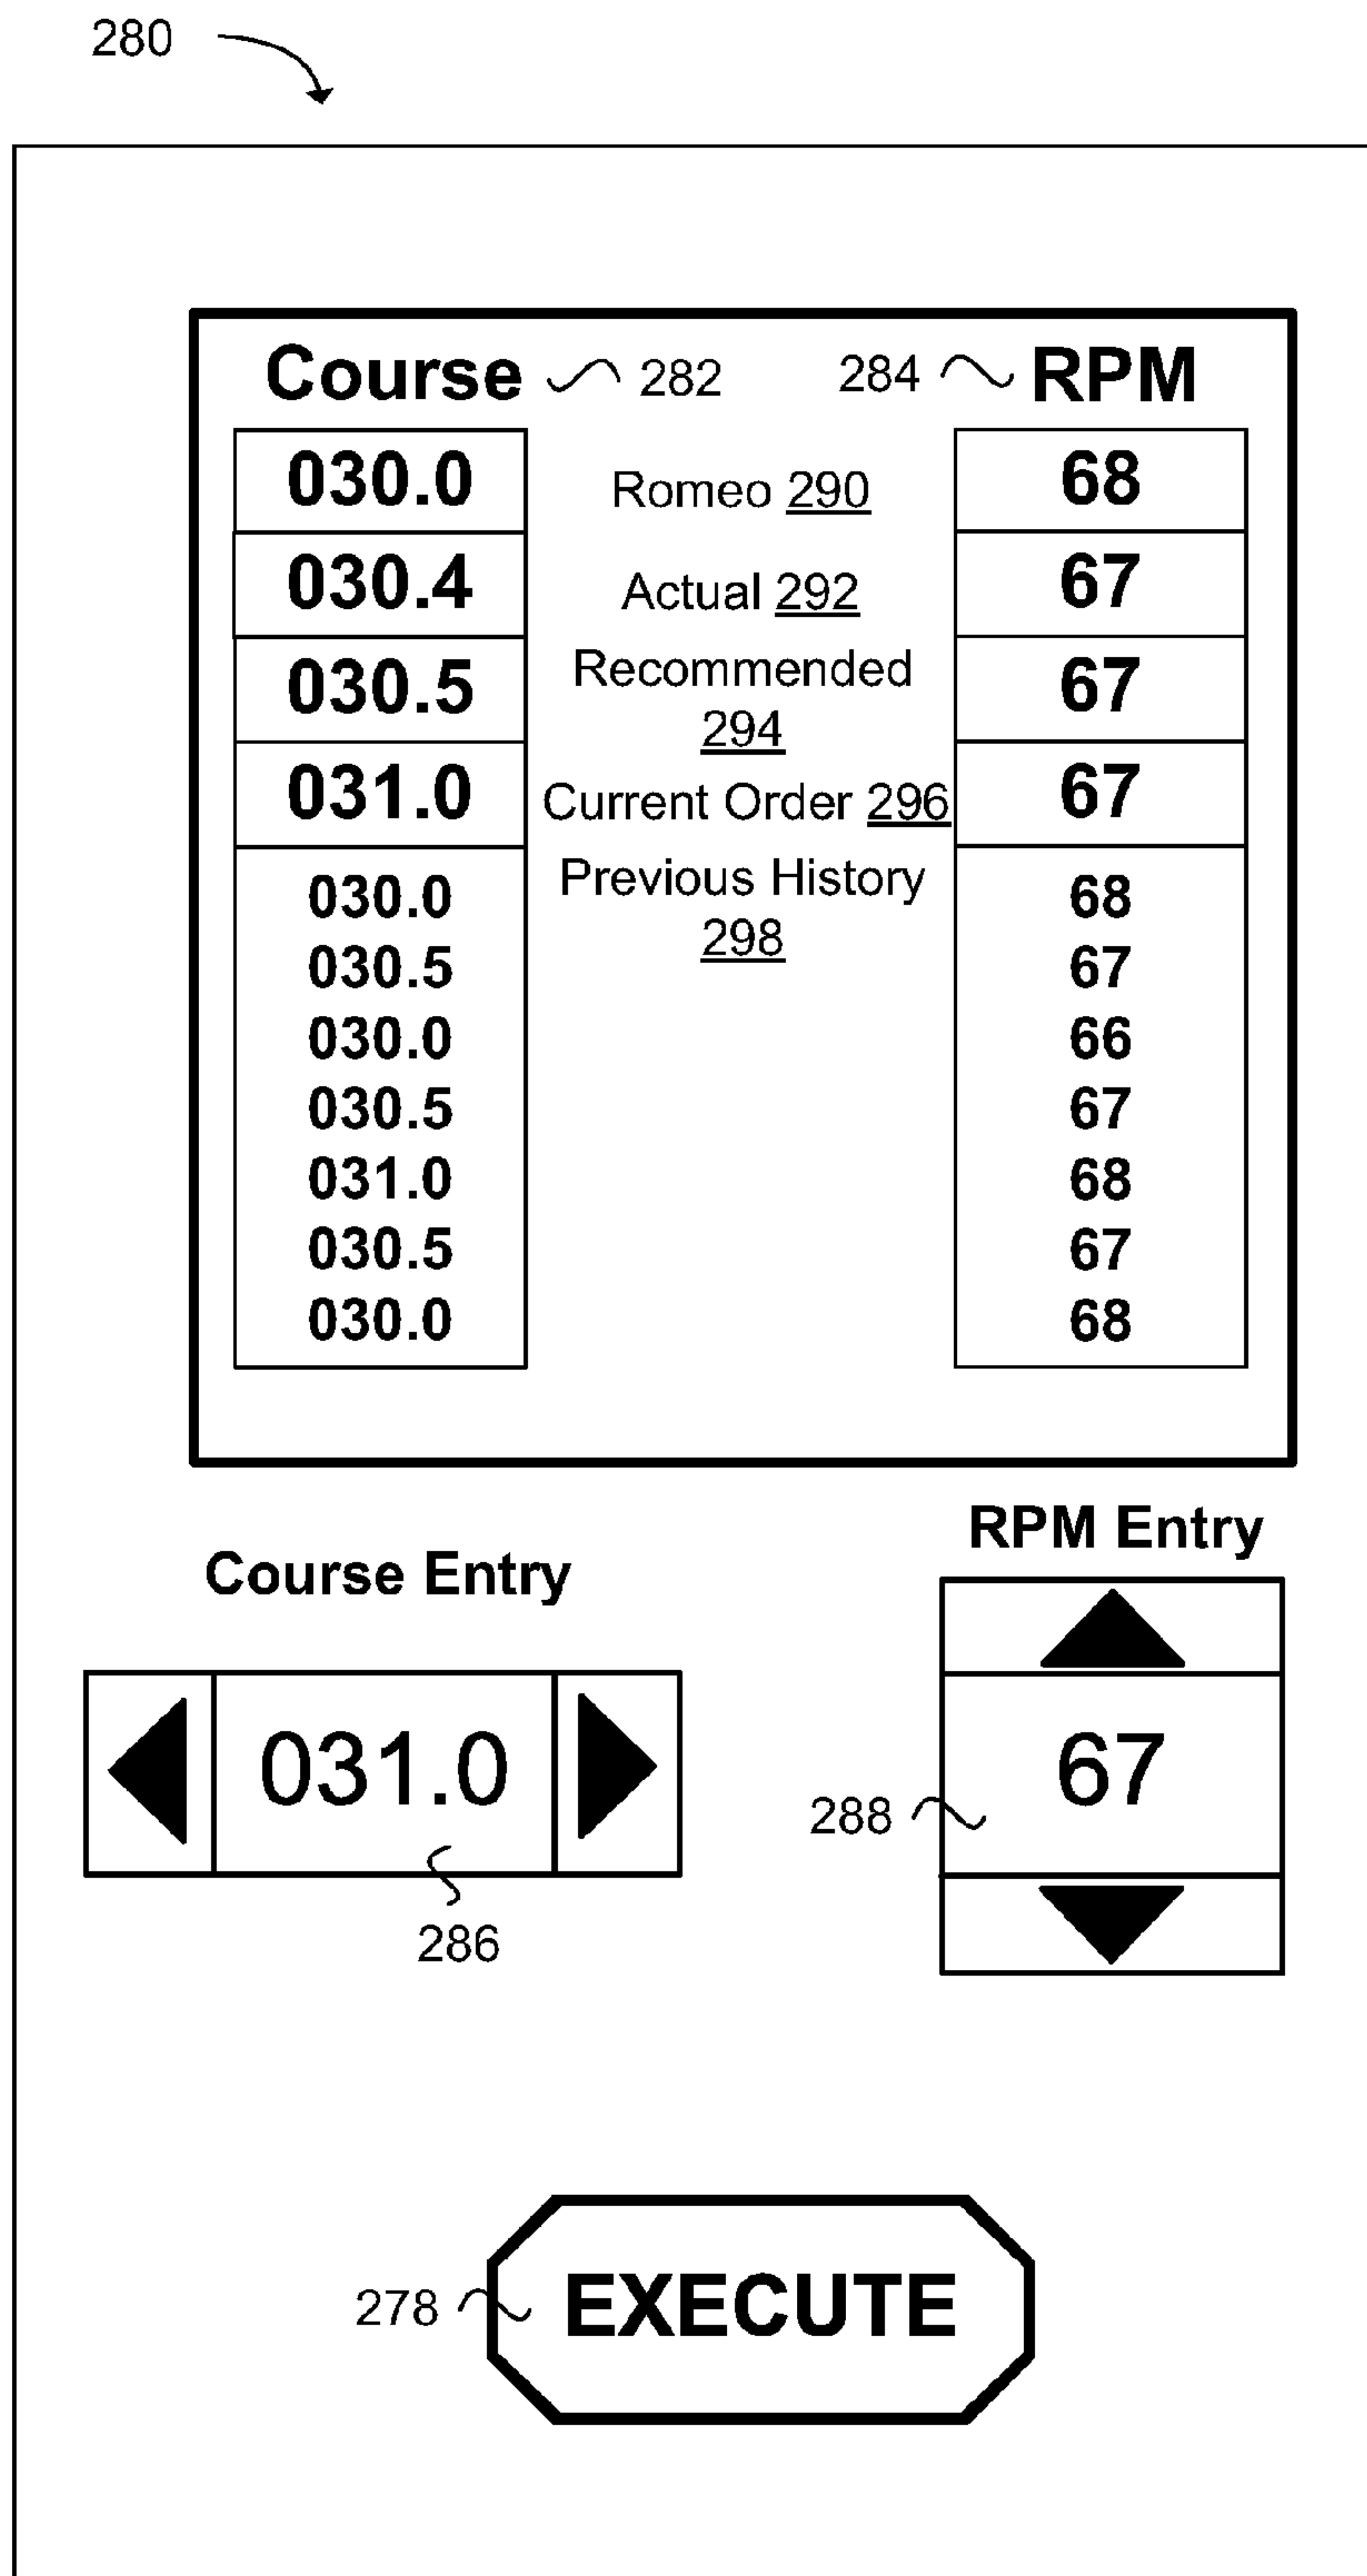 280
Course 282 284 RPM
030.0 Romeo 290 68
030.4 Actual 292 67
030.5 Recommended 294 67
031.0 Current Order 296 67
Previous History
298
030.0 68
030.5 67
030.0 66
030.5 67
031.0 68
030.5 67
030.0 68
RPM Entry
Course Entry
031.0
67
288
286
278 EXECUTE